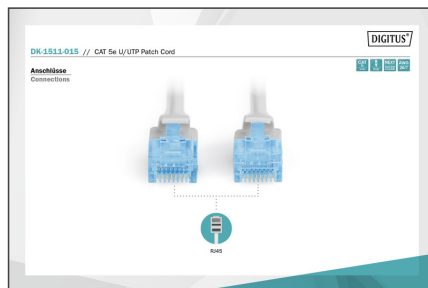 DIGITUS®
DK-1511-015 // CAT 5e U/UTP Patch Cord
Anschlüsse
Connections
RJ45